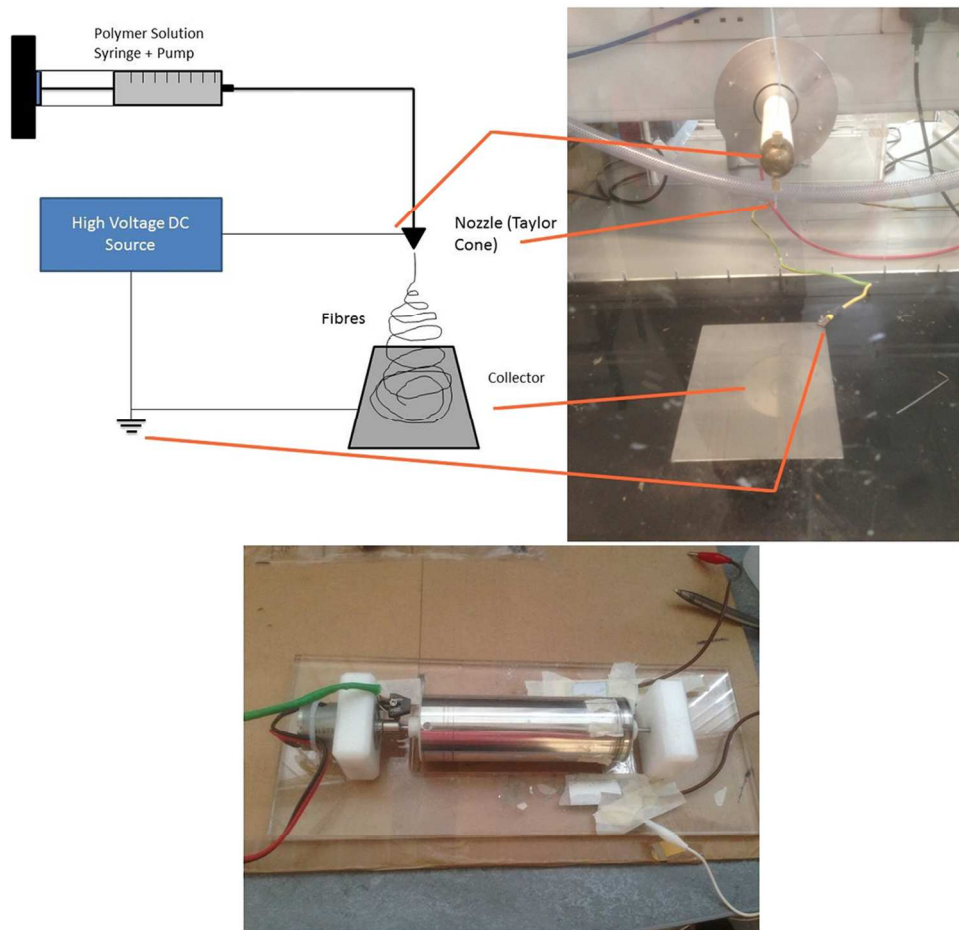 Polymer Solution
Syringe + Pump
High Voltage DC
Source
Nozzle (Taylor
Cone)
Fibres
Collector